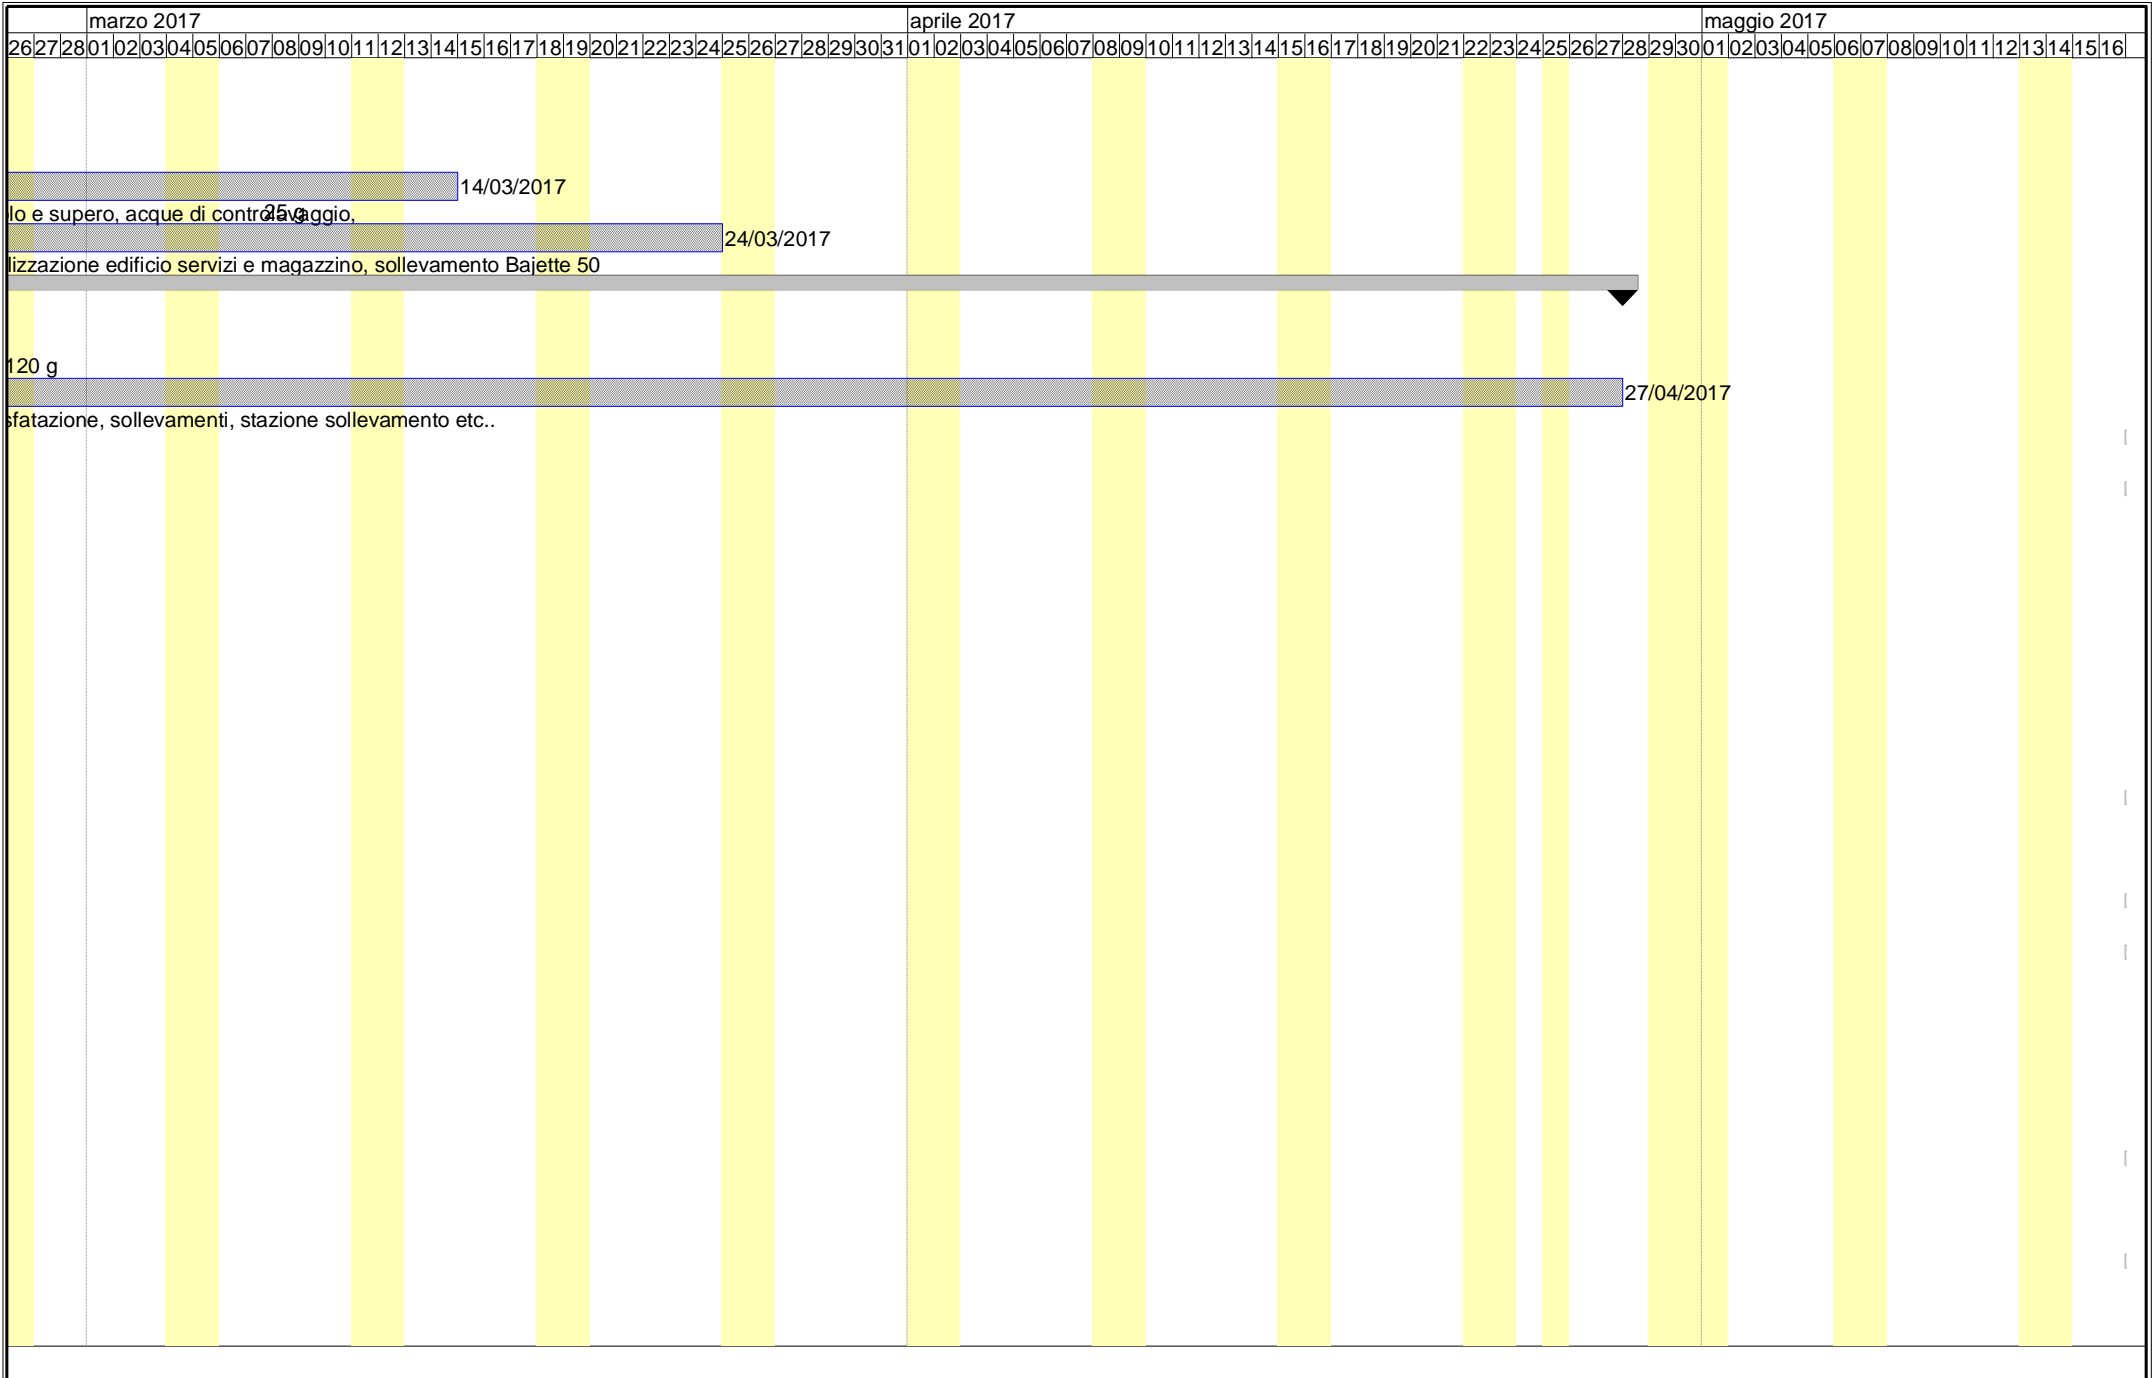 marzo 2017 aprile 2017 maggio 2017
26 27 28 01 02 03 04 05 06 07 08 09 10 11 12 13 14 15 16 17 18 19 20 21 22 23 24 25 26 27 28 29 30 31 01 02 03 04 05 06 07 08 09 10 11 12 13 14 15 16 17 18 19 20 21 22 23 24 25 26 27 28 29 30 01 02 03 04 05 06 07 08 09 10 11 12 13 14 15 16
14/03/2017
25 g
lo e supero, acque di controlavaggio,
24/03/2017
lizzazione edificio servizi e magazzino, sollevamento Bajette 50
120 g
27/04/2017
sfatazione, sollevamenti, stazione sollevamento etc..